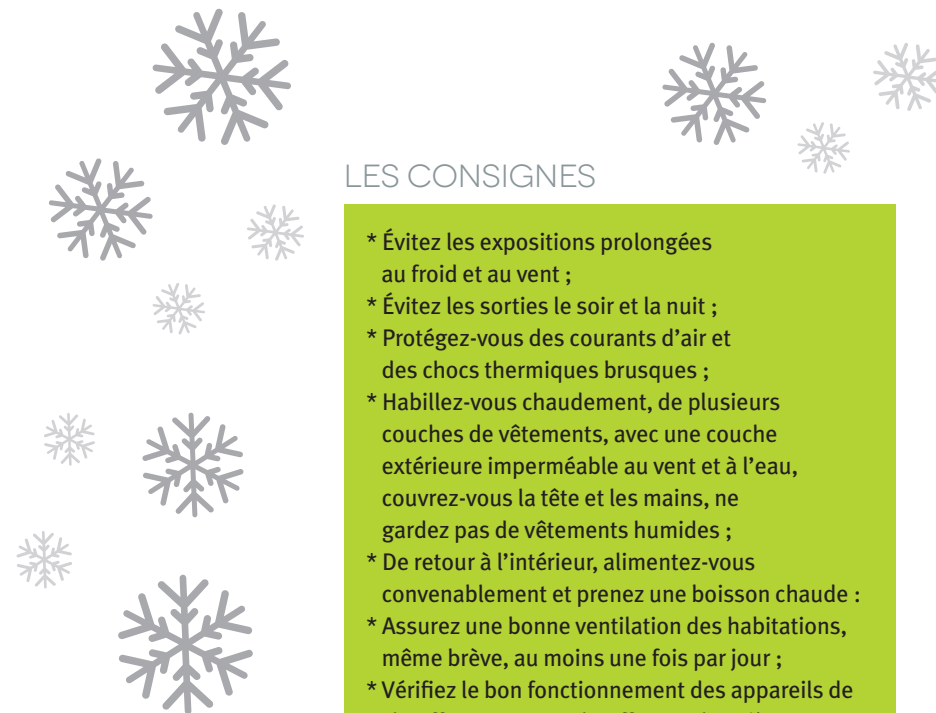 LES CONSIGNES
* Évitez les expositions prolongées
au froid et au vent ;
* Évitez les sorties le soir et la nuit ;
* Protégez-vous des courants d’air et
des chocs thermiques brusques ;
* Habillez-vous chaudement, de plusieurs
couches de vêtements, avec une couche
extérieure imperméable au vent et à l’eau,
couvrez-vous la tête et les mains, ne
gardez pas de vêtements humides ;
* De retour à l’intérieur, alimentez-vous
convenablement et prenez une boisson chaude :
* Assurez une bonne ventilation des habitations,
même brève, au moins une fois par jour ;
* Vérifiez le bon fonctionnement des appareils de